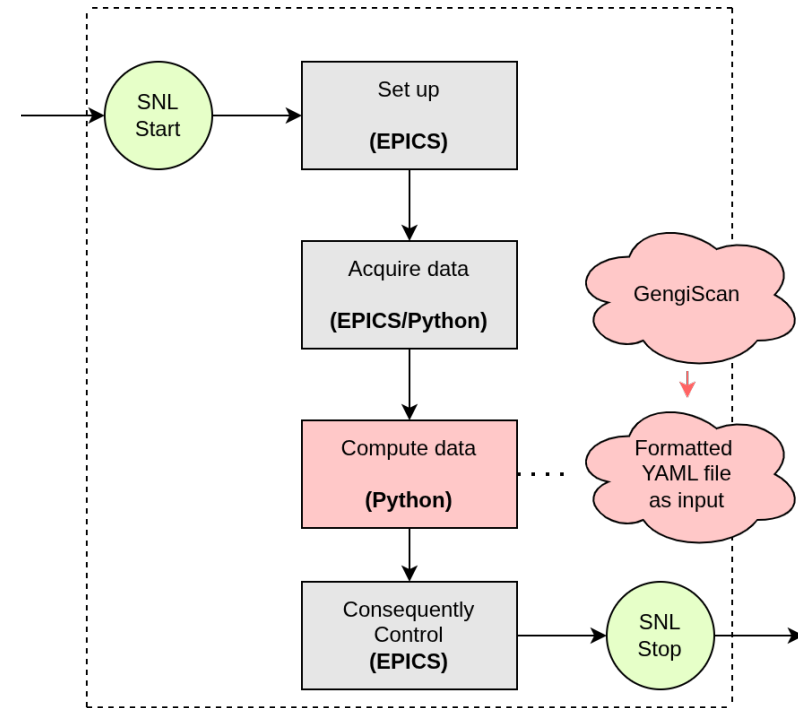 SNL
Start
Set up
(EPICS)
Acquire data
(EPICS/Python)
GengiScan
Compute data
(Python)
Formatted
YAML file
as input
Consequently
Control
(EPICS)
SNL
Stop